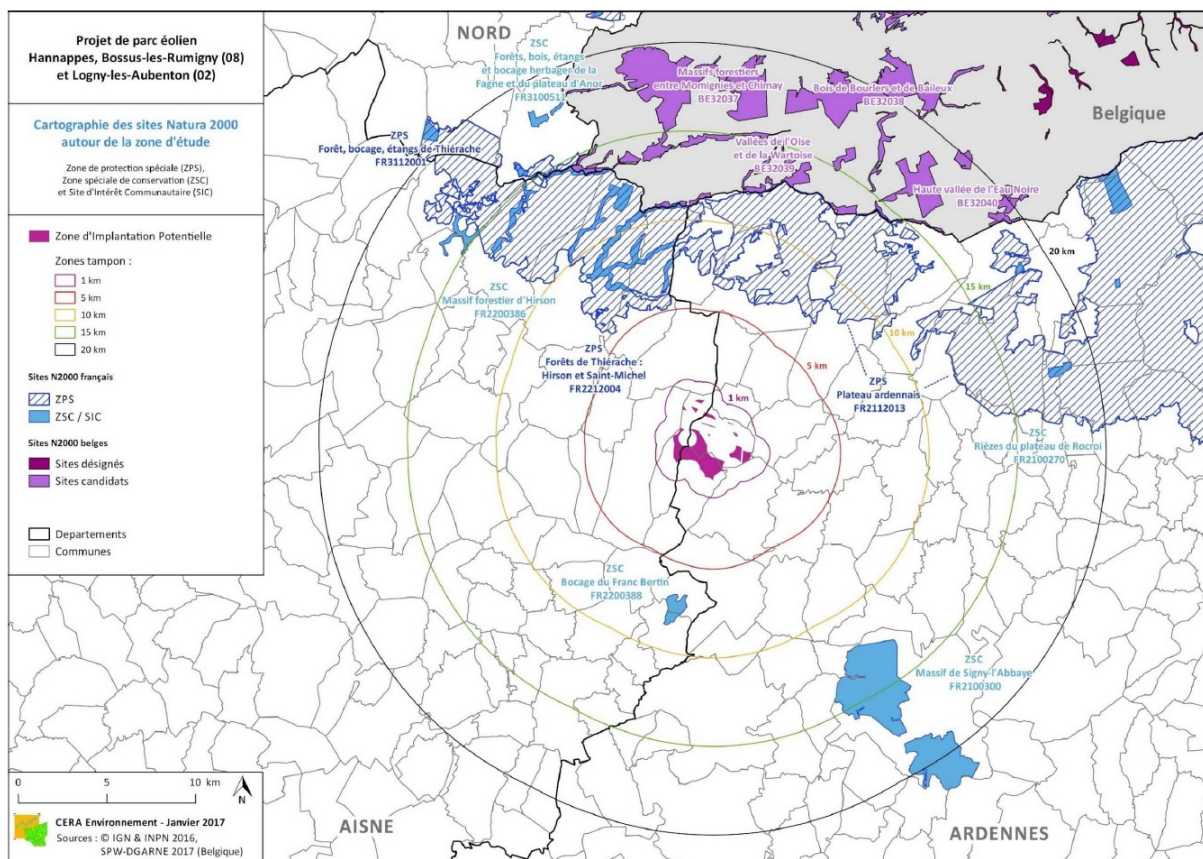 Projet de parc éolien
Hannappes, Bossus-les-Rumigny (08)
et Logny-les-Aubenton (02)
Cartographie des sites Natura 2000
autour de la zone d'étude
Zone de protection spéciale (ZPS),
Zone spéciale de conservation (ZSC)
et Site d'Intérêt Communautaire (SIC)
Zone d'Implantation Potentielle
Zones tampon :
1 km
5 km
10 km
15 km
20 km
Sites N2000 français
ZPS
ZSC / SIC
Sites N2000 belges
Sites désignés
Sites candidats
Departements
Communes
0 5 10 km
N
CERA Environnement - Janvier 2017
Sources : © IGN & INPN 2016,
SPW-DGARNE 2017 (Belgique)
NORD
ZSC
Forêts, bois, étangs
et bocage herbager de la
Fagne et du plateau d'Anor
FR3100511
Massifs forestiers
entre Momignies et Chimay
BE32037
Bois de Bourlers et de Baileux
BE32038
Belgique
ZPS
Forêt, bocage, étangs de Thiérache
FR3112001
Vallées de l'Oise
et de la Wartoise
BE32039
Haute vallée de l'Eau Noire
BE32040
20 km
15 km
ZSC
Massif forestier d'Hirson
FR2200386
10 km
ZPS
Forêts de Thiérache :
Hirson et Saint-Michel
FR2212004
5 km
ZPS
Plateau ardennais
FR2112013
1 km
ZSC
Rièzes du plateau de Rocroi
FR2100270
ZSC
Bocage du Franc Bertin
FR2200388
ZSC
Massif de Signy-l'Abbaye
FR2100300
AISNE
ARDENNES